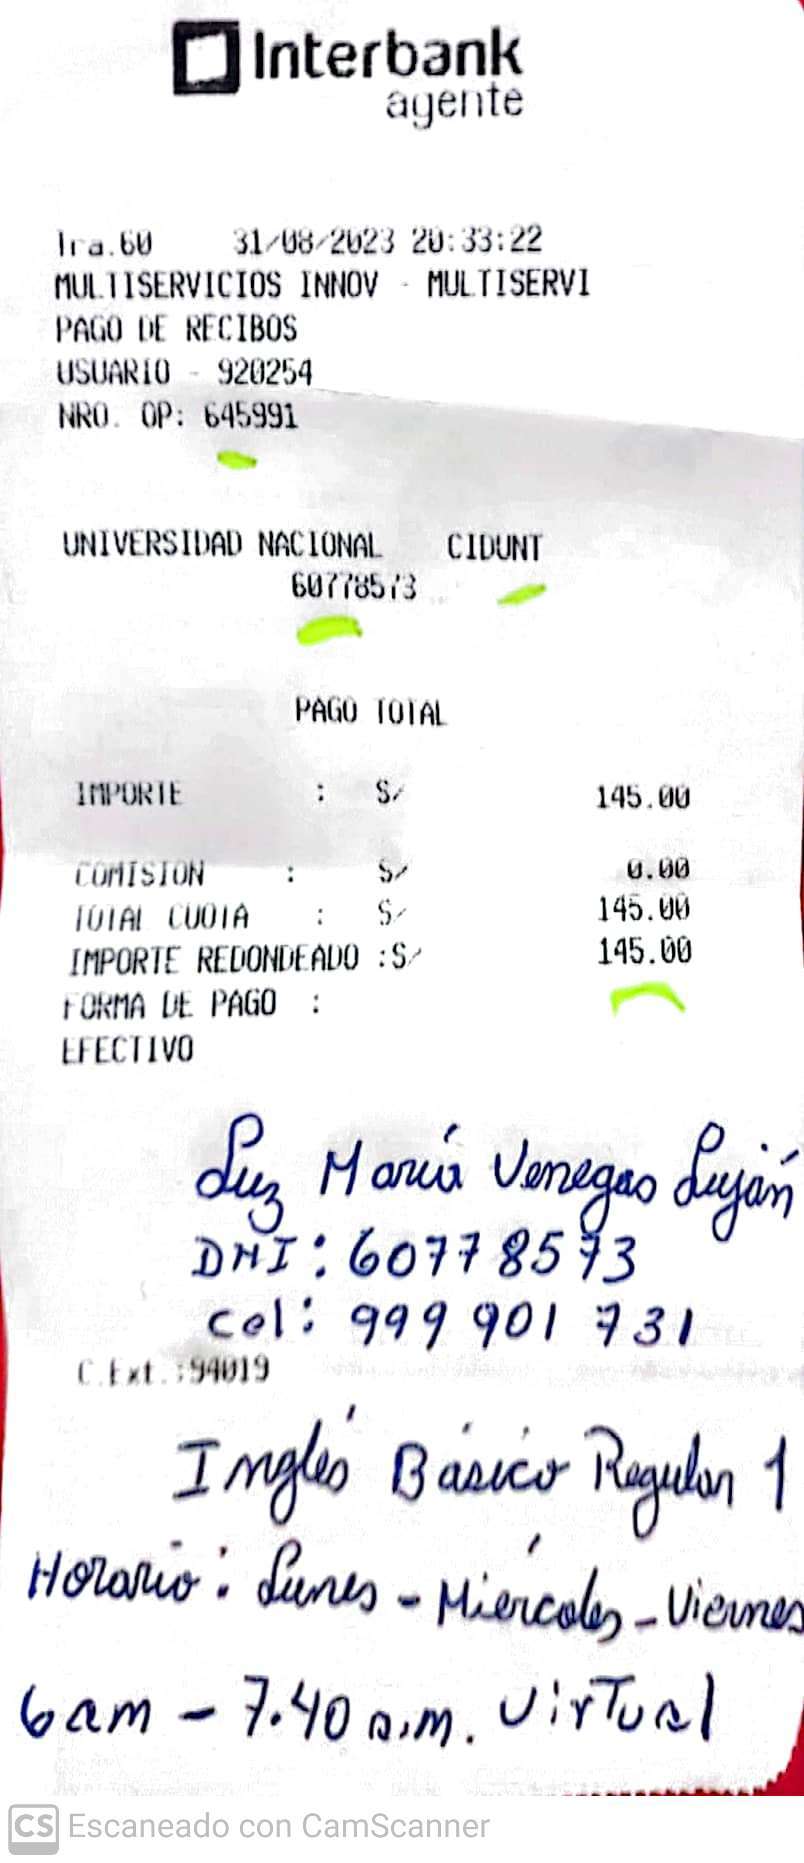 Interbank
agente
Tra.60 31/08/2023 20:33:22
MULTISERVICIOS INNOV - MULTISERVI
PAGO DE RECIBOS
USUARIO - 920254
NRO. OP: 645991
UNIVERSIDAD NACIONAL CIDUNT
60778573
PAGO TOTAL
IMPORTE : S/ 145.00
COMISION : S/ 0.00
TOTAL CUOTA : S/ 145.00
IMPORTE REDONDEADO :S/ 145.00
FORMA DE PAGO :
EFECTIVO
Luz María Venegas Luján
DNI: 60778573
Cel: 999 901 731
C.Ext.:94019
Inglés Básico Regular 1
Horario: Lunes - Miércoles - Viernes
6 am - 7.40 a.m. Virtual
CS Escaneado con CamScanner